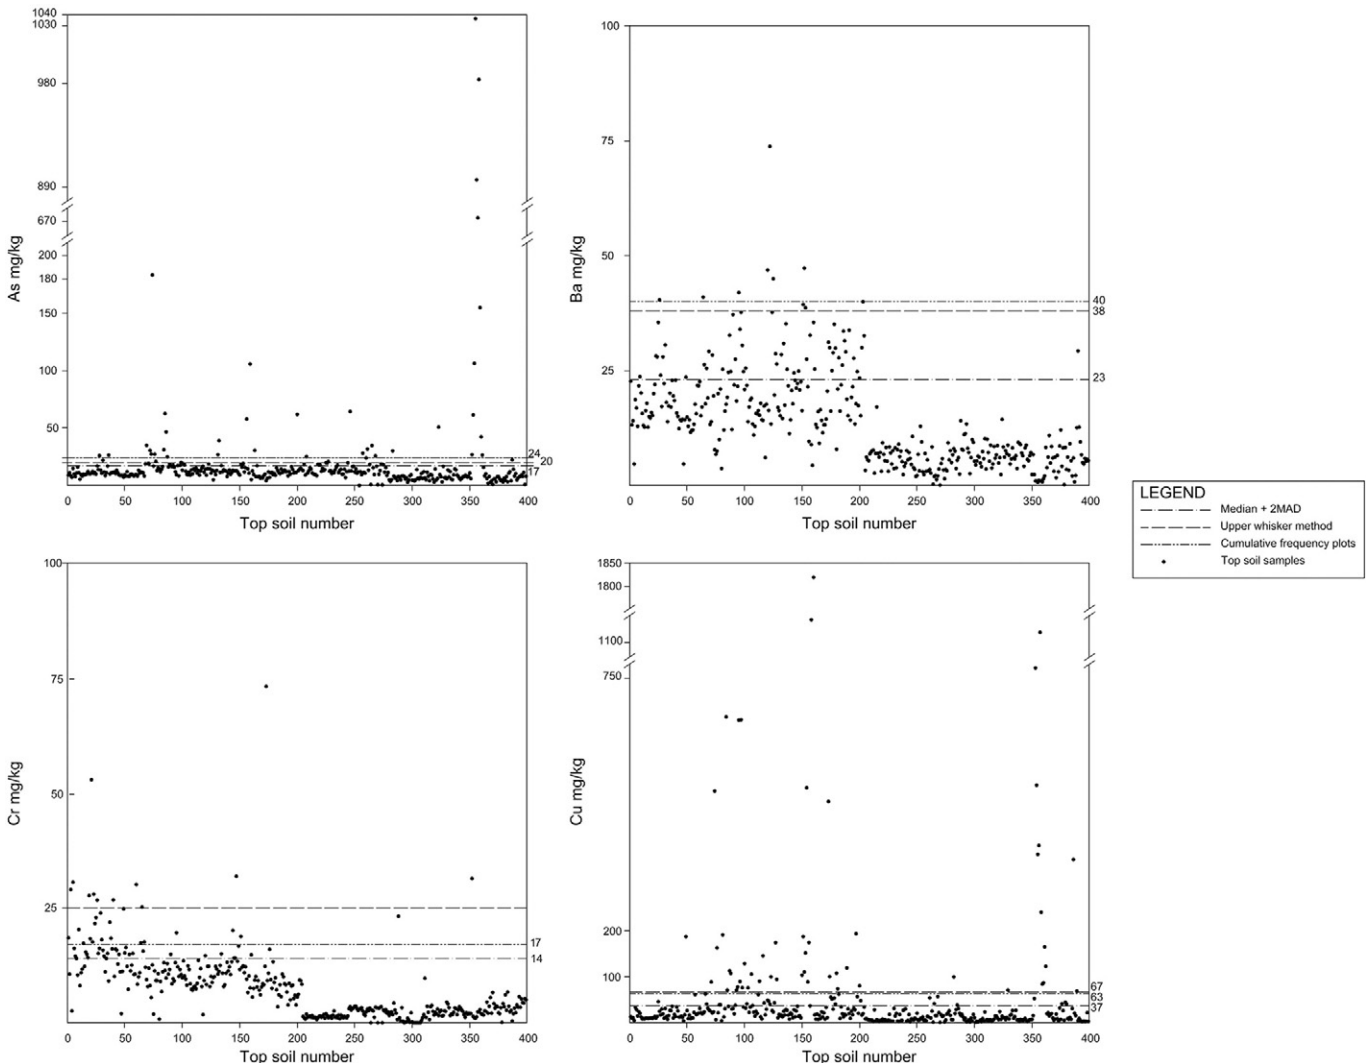 1040
1030
980
890
670
200
180
150
100
50
As mg/kg
24
20
17
0 50 100 150 200 250 300 350 400
Top soil number
100
75
50
25
Ba mg/kg
40
38
23
0 50 100 150 200 250 300 350 400
Top soil number
LEGEND
Median + 2MAD
Upper whisker method
Cumulative frequency plots
Top soil samples
100
75
50
25
Cr mg/kg
17
14
0 50 100 150 200 250 300 350 400
Top soil number
1850
1800
1100
750
200
100
Cu mg/kg
67
63
37
0 50 100 150 200 250 300 350 400
Top soil number